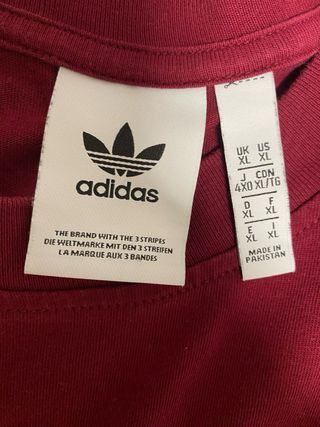 adidas
THE BRAND WITH THE 3 STRIPES
DIE WELTMARKE MIT DEN 3 STREIFEN
LA MARQUE AUX 3 BANDES
UK US
XL XL
J CDN
4XO XL/TG
D F
XL XL
E I
XL XL
MADE IN
PAKISTAN